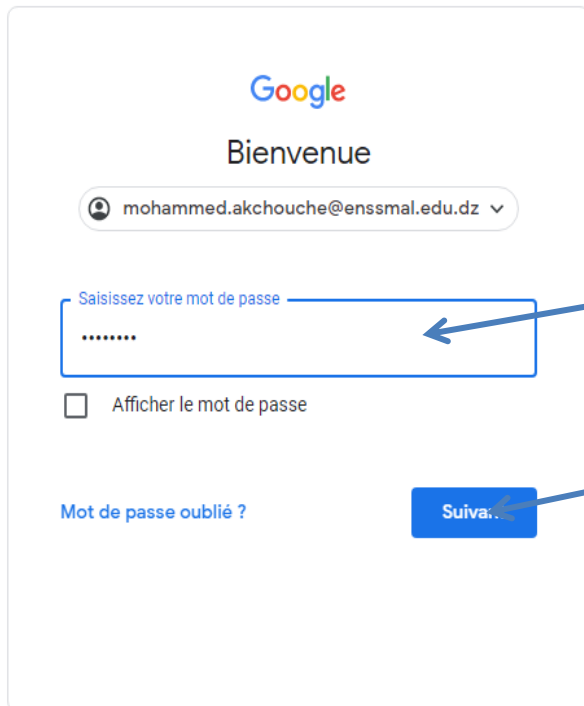 Google
Bienvenue
mohammed.akchouche@enssmal.edu.dz
Saisissez votre mot de passe
••••••••
Afficher le mot de passe
Mot de passe oublié ?
Suivant